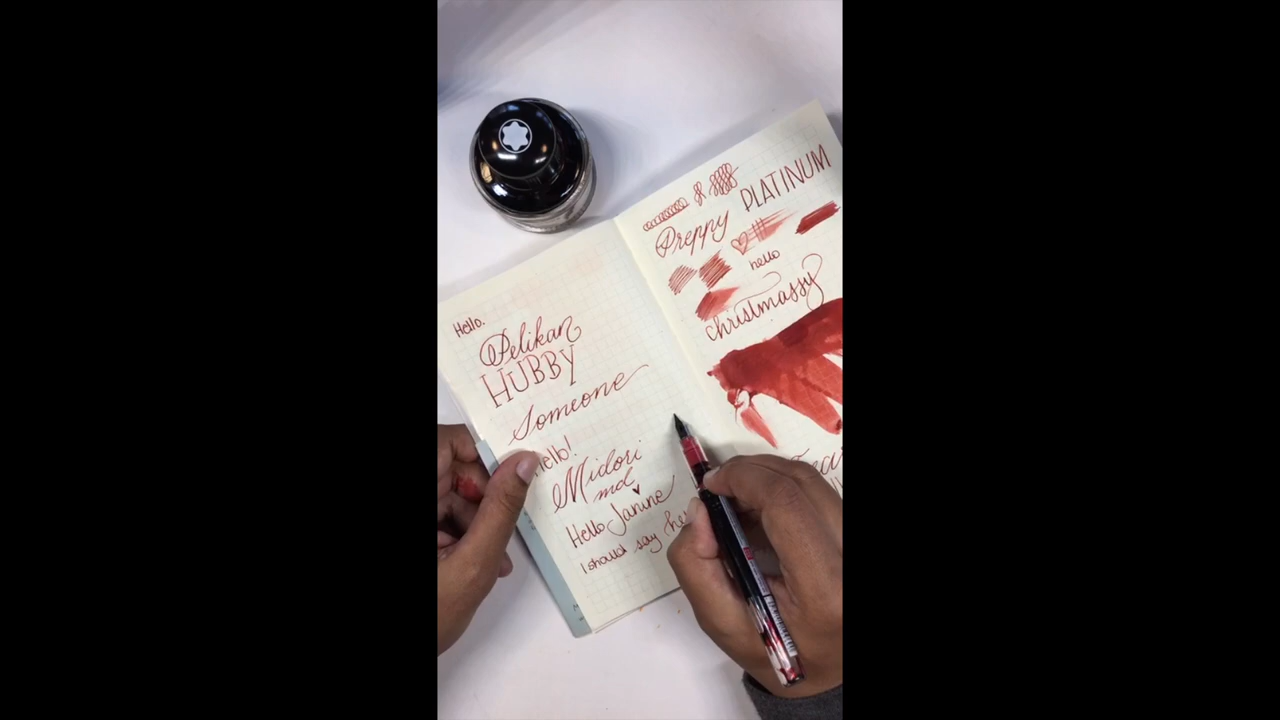 Hello.
Pelikan
HUBBY
Someone
Hello!
Midori
md
Hello Janine
I should say
PLATINUM
Preppy
hello
christmassy